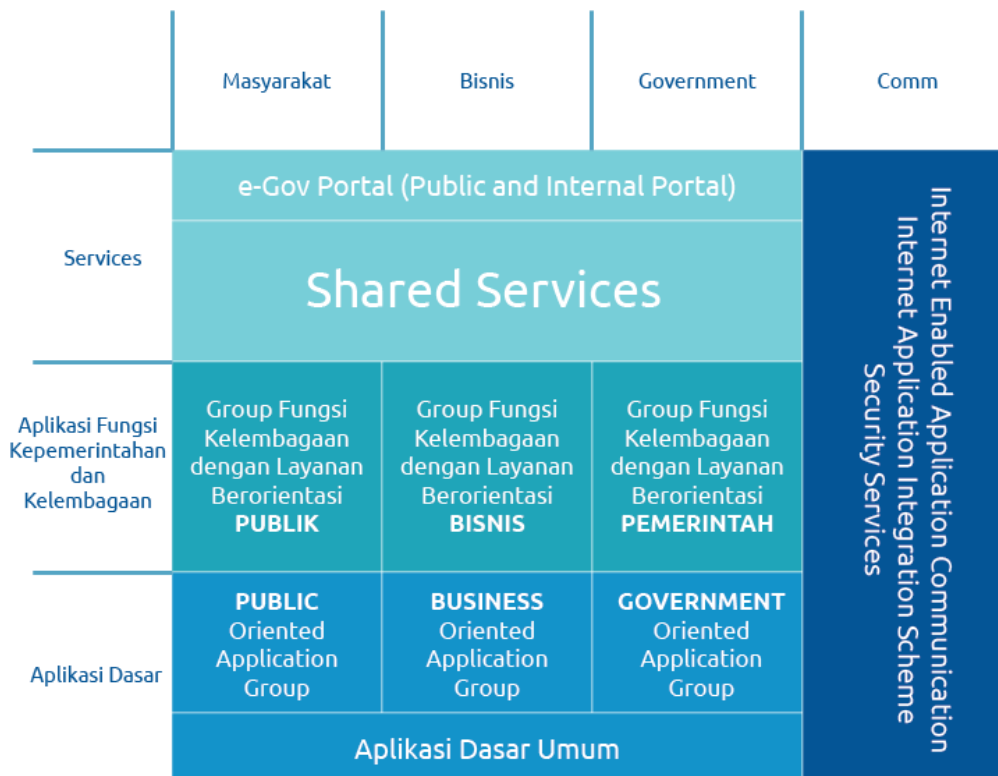 Masyarakat
Bisnis
Government
Comm
Services
e-Gov Portal (Public and Internal Portal)
Shared Services
Aplikasi Fungsi
Kepemerintahan
dan
Kelembagaan
Group Fungsi
Kelembagaan
dengan Layanan
Berorientasi
PUBLIK
Group Fungsi
Kelembagaan
dengan Layanan
Berorientasi
BISNIS
Group Fungsi
Kelembagaan
dengan Layanan
Berorientasi
PEMERINTAH
Aplikasi Dasar
PUBLIC
Oriented
Application
Group
BUSINESS
Oriented
Application
Group
GOVERNMENT
Oriented
Application
Group
Aplikasi Dasar Umum
Internet Enabled Application Communication
Internet Application Integration Scheme
Security Services